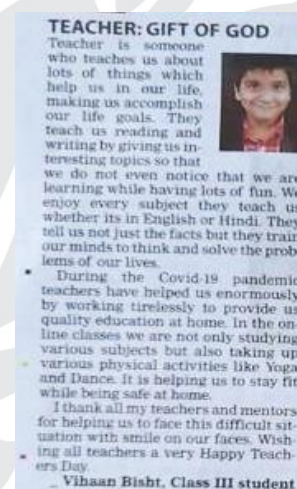 TEACHER: GIFT OF GOD
Teacher is someone
who teaches us about
lots of things which
help us in our life,
making us accomplish
our life goals. They
teach us reading and
writing by giving us in-
teresting topics so that
we do not even notice that we are
learning while having lots of fun. We
enjoy every subject they teach us
whether its in English or Hindi. They
tell us not just the facts but they train
our minds to think and solve the prob
lems of our lives.
During the Covid-19 pandemic
teachers have helped us enormously
by working tirelessly to provide us
quality education at home. In the on-
line classes we are not only studying
various subjects but also taking up
various physical activities like Yoga
and Dance. It is helping us to stay fit
while being safe at home.
I thank all my teachers and mentors
for helping us to face this difficult sit-
uation with smile on our faces. Wish-
ing all teachers a very Happy Teach-
ers Day.
Vihaan Bisht, Class III student